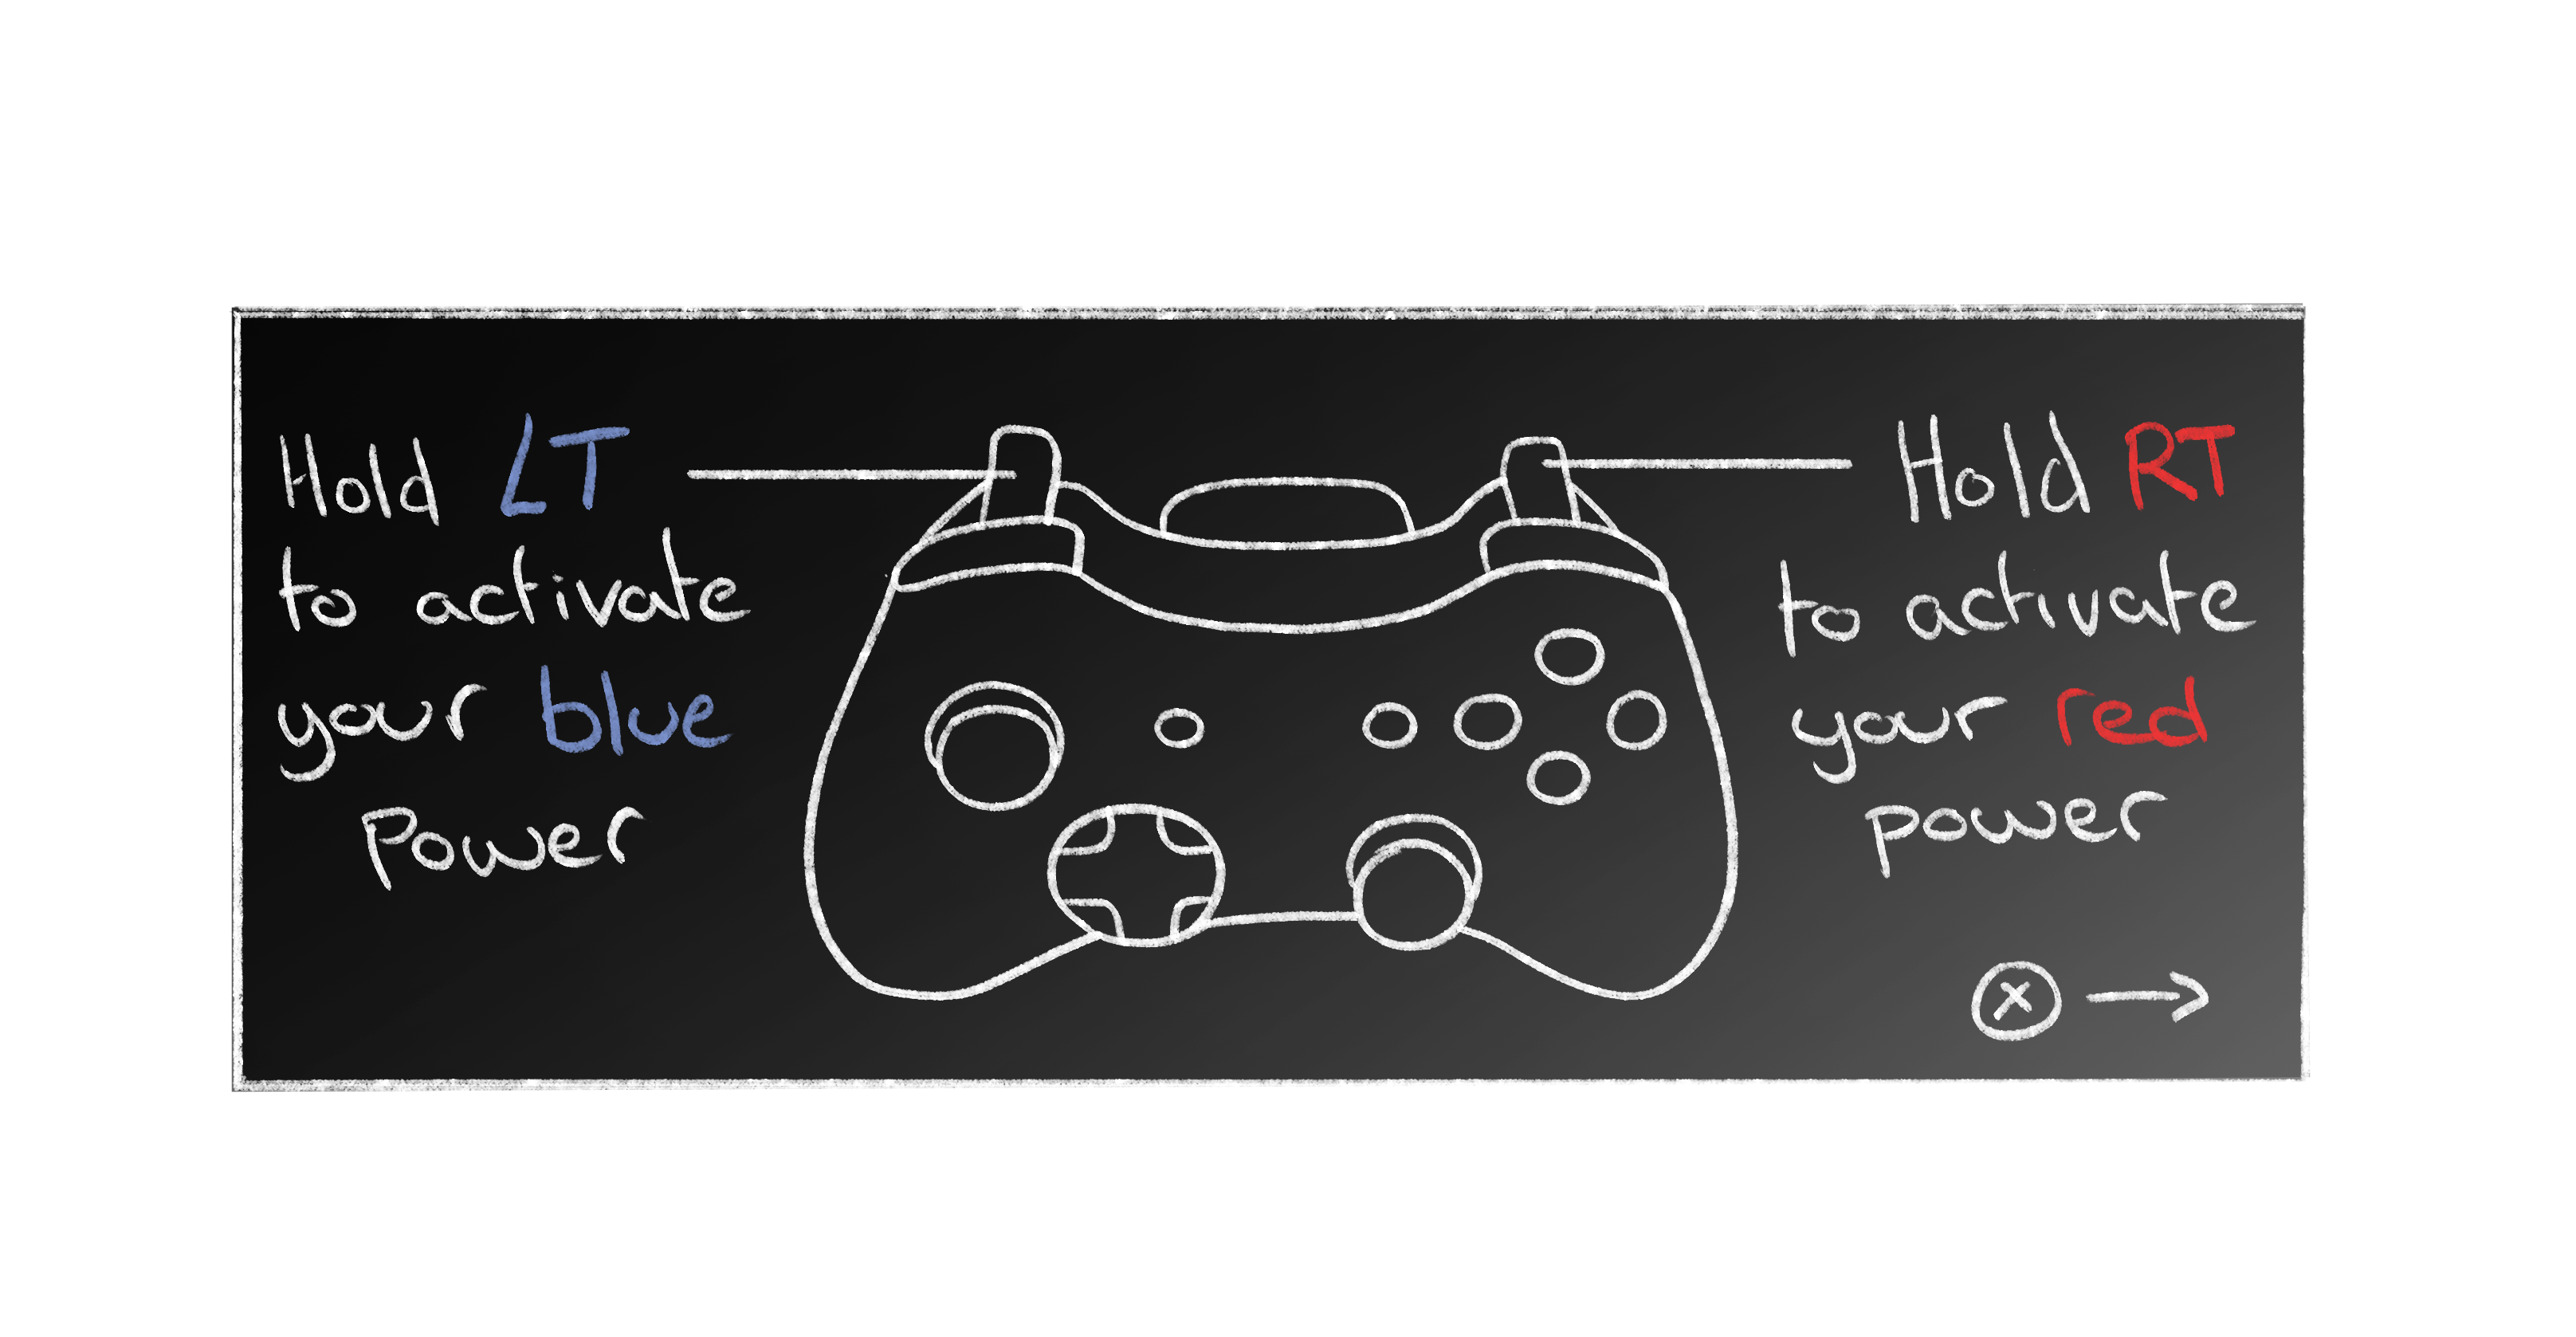 Hold LT
to activate
your blue
Power
Hold RT
to activate
your red
power
X →